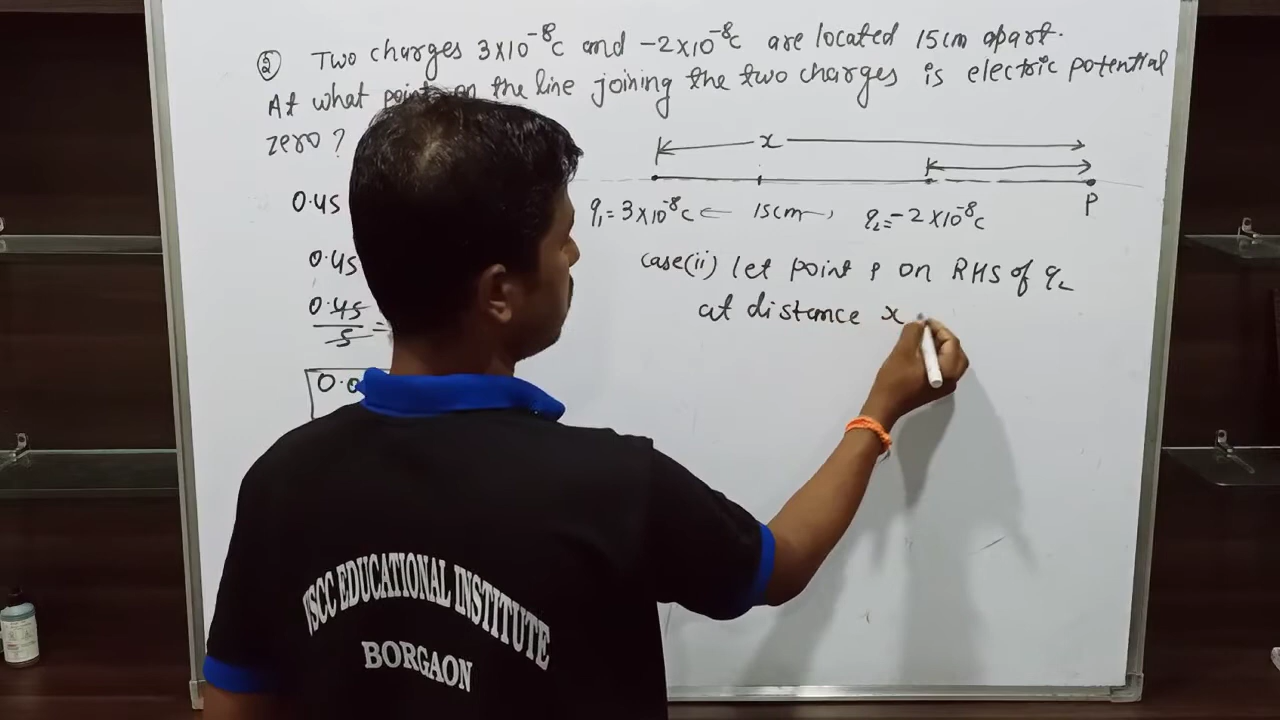 ② Two charges 3×10⁻⁸c and -2×10⁻⁸c are located 15cm apart.
At what point on the line joining the two charges is electric potential
zero?
x
P
q₁=3×10⁻⁸c ← 15cm → q₂=-2×10⁻⁸c
0.45
0.45
0.45
5 =
0.0
case(ii) let point P on RHS of q₂
at distance x
VSCC EDUCATIONAL INSTITUTE
BORGAON